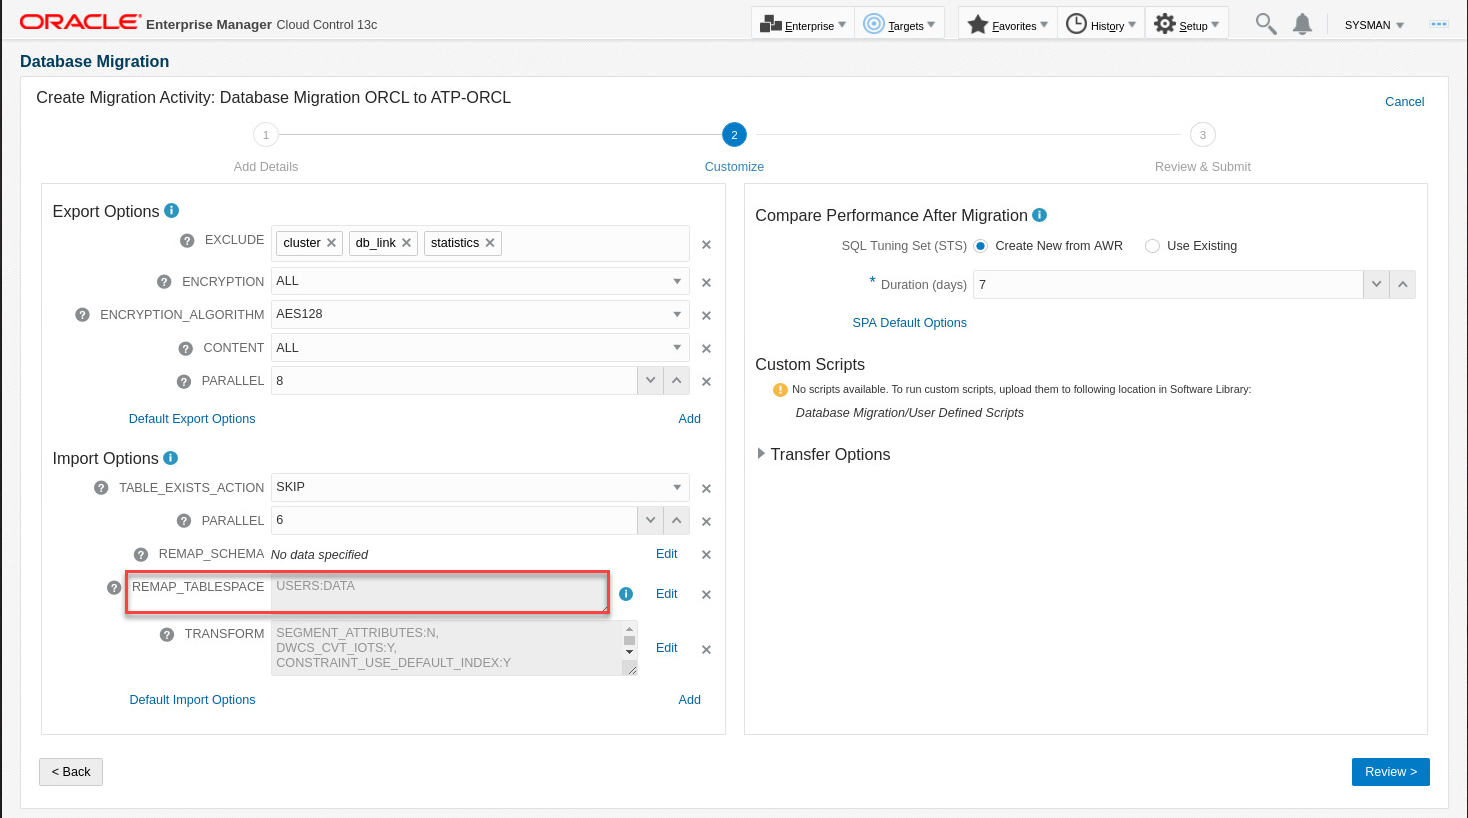 ORACLE Enterprise Manager Cloud Control 13c
Enterprise
Targets
Favorites
History
Setup
SYSMAN
Database Migration
Create Migration Activity: Database Migration ORCL to ATP-ORCL
Cancel
1
2
3
Add Details
Customize
Review & Submit
Export Options
EXCLUDE cluster db_link statistics
ENCRYPTION ALL
ENCRYPTION_ALGORITHM AES128
CONTENT ALL
PARALLEL 8
Default Export Options Add
Import Options
TABLE_EXISTS_ACTION SKIP
PARALLEL 6
REMAP_SCHEMA No data specified Edit
REMAP_TABLESPACE USERS:DATA Edit
TRANSFORM SEGMENT_ATTRIBUTES:N,
DWCS_CVT_IOTS:Y, Edit
CONSTRAINT_USE_DEFAULT_INDEX:Y
Default Import Options Add
Compare Performance After Migration
SQL Tuning Set (STS) Create New from AWR Use Existing
* Duration (days) 7
SPA Default Options
Custom Scripts
No scripts available. To run custom scripts, upload them to following location in Software Library:
Database Migration/User Defined Scripts
Transfer Options
< Back
Review >